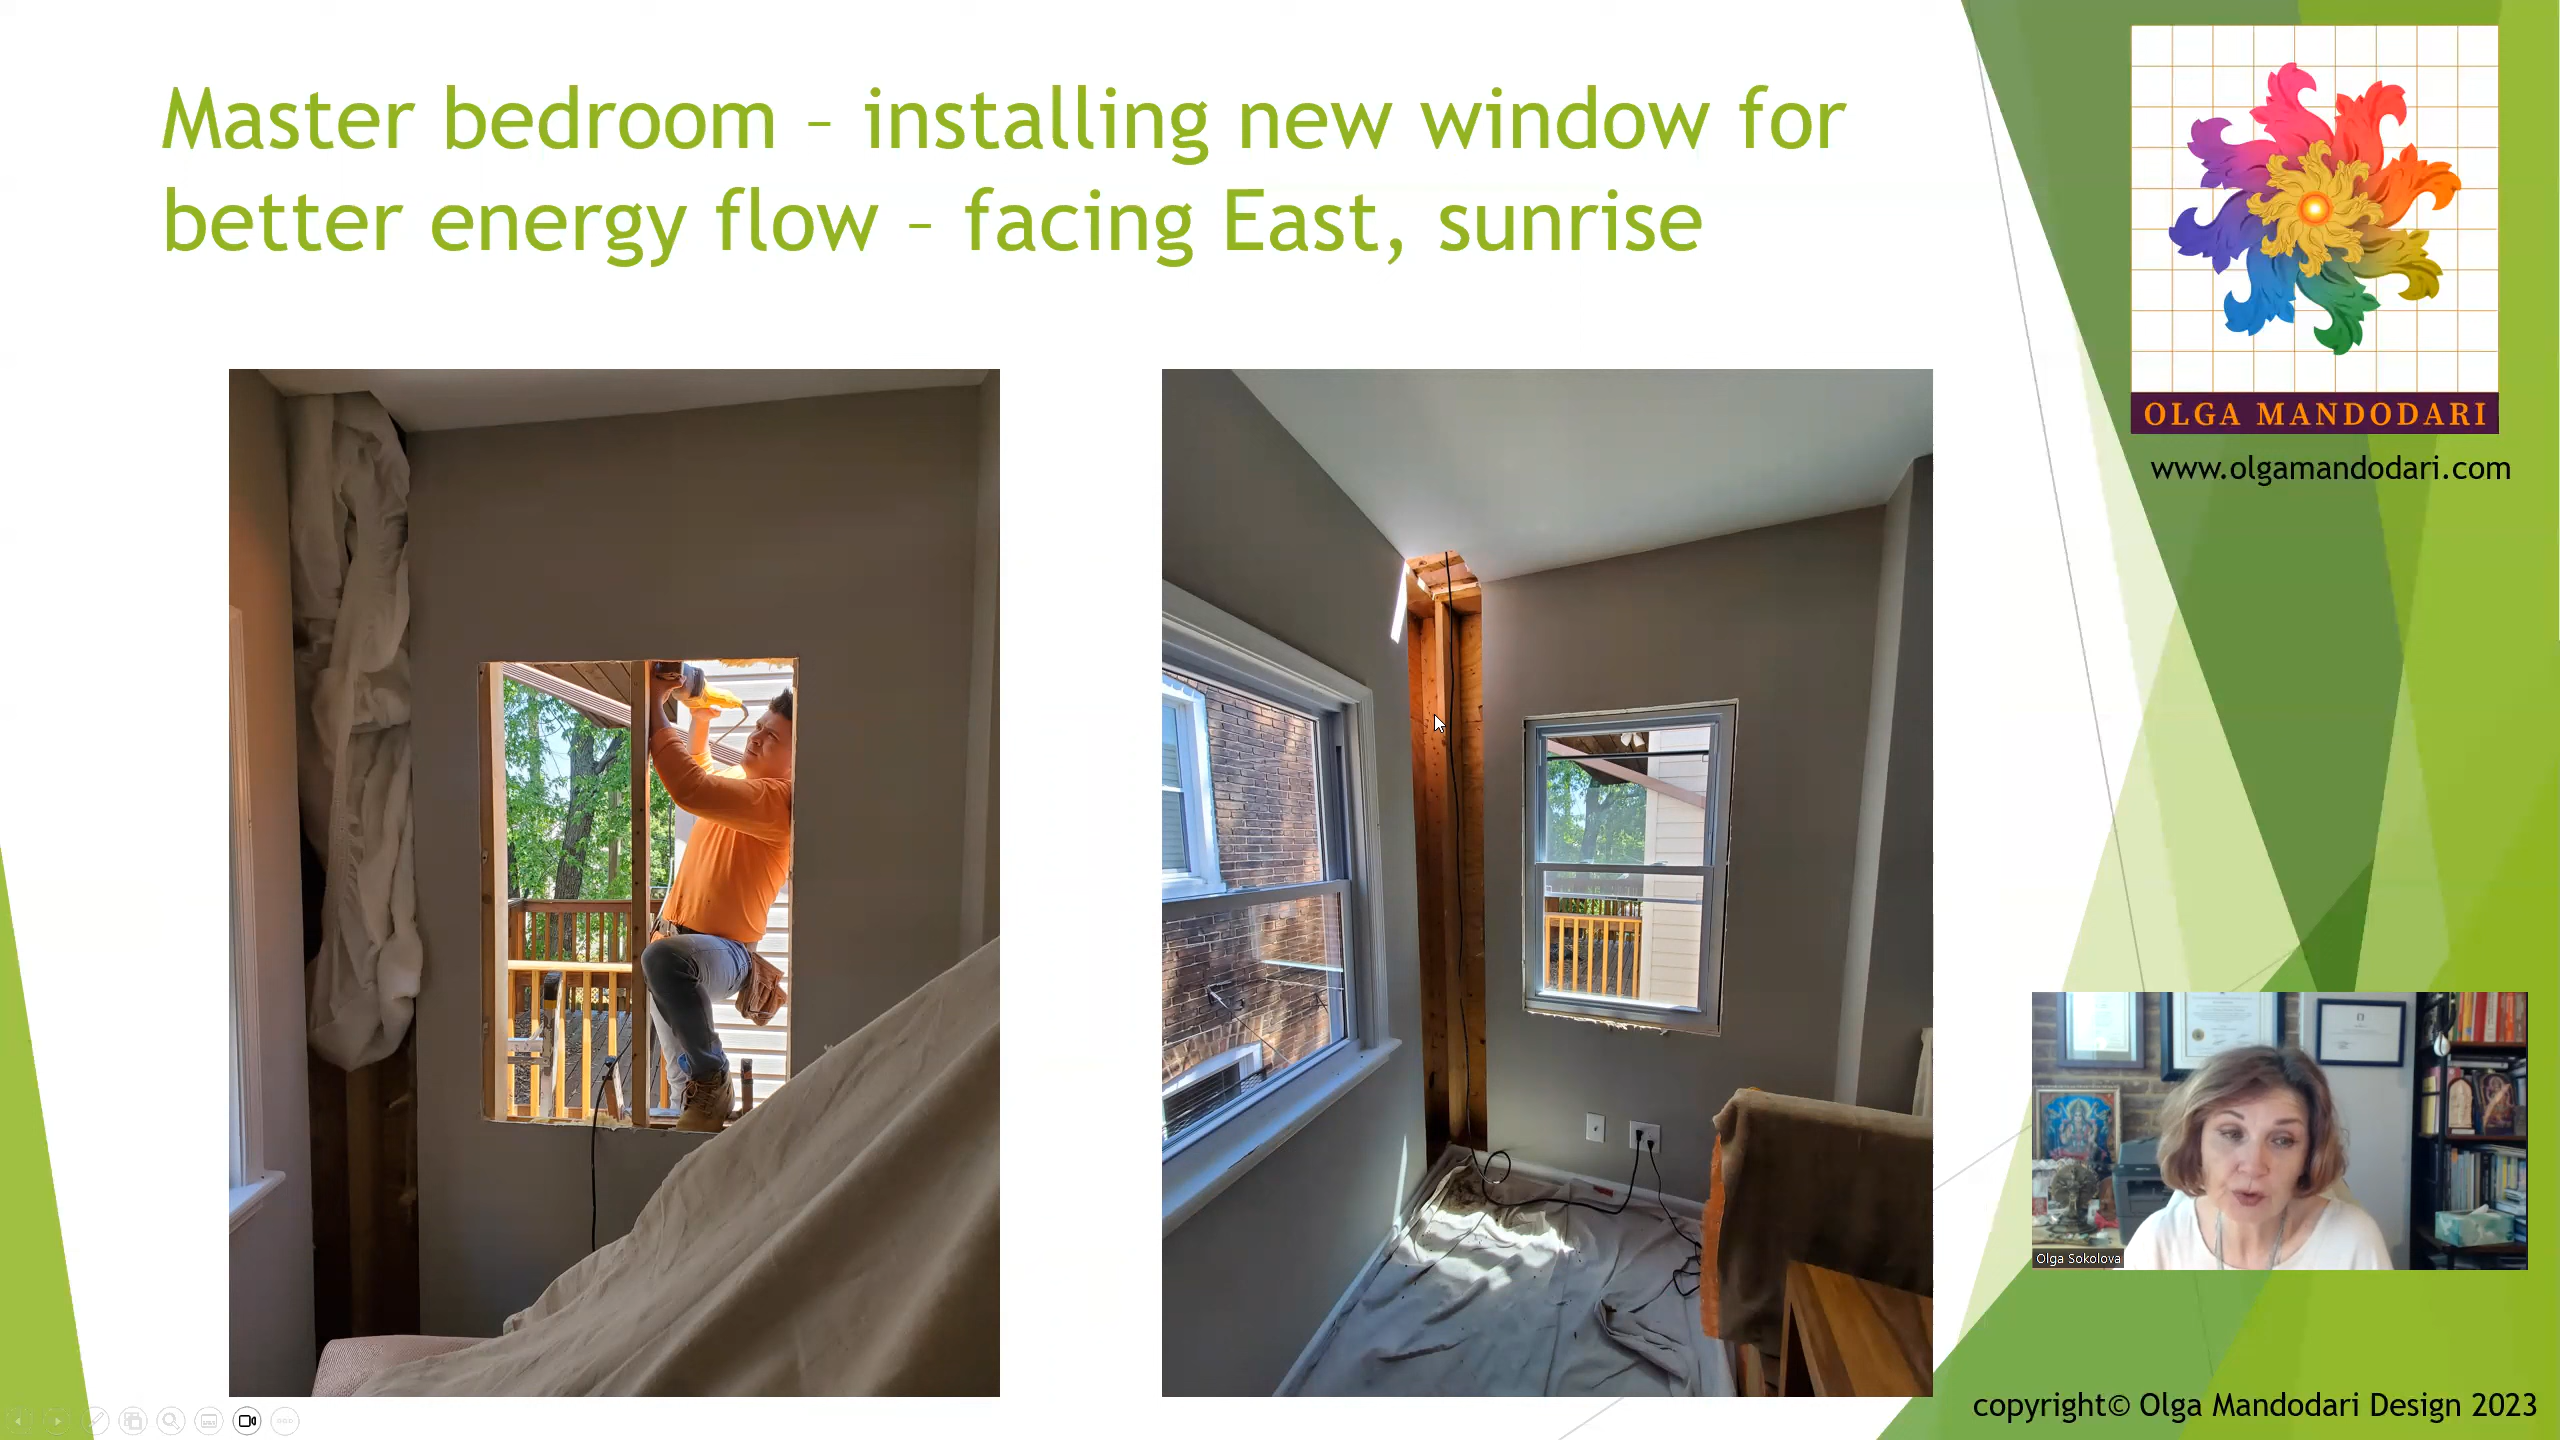 Master bedroom – installing new window for
better energy flow – facing East, sunrise
OLGA MANDODARI
www.olgamandodari.com
Olga Sokolova
copyright© Olga Mandodari Design 2023